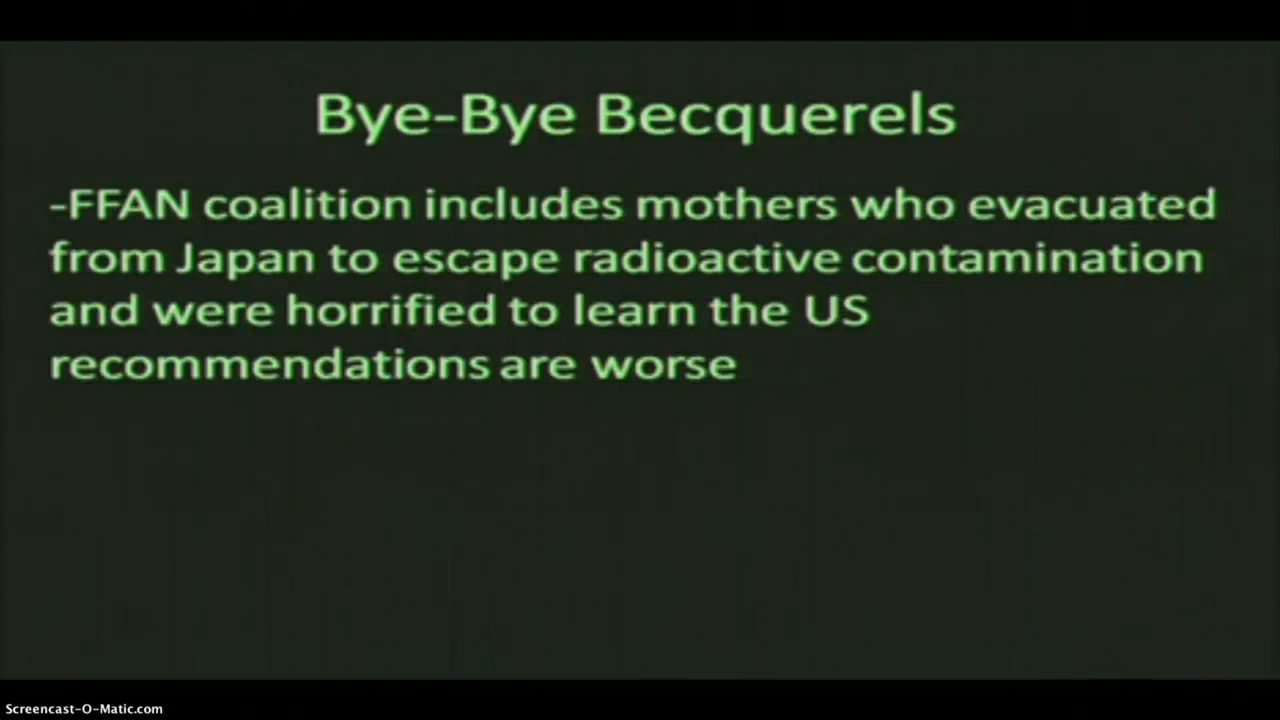 Bye-Bye Becquerels
-FFAN coalition includes mothers who evacuated
from Japan to escape radioactive contamination
and were horrified to learn the US
recommendations are worse
Screencast-O-Matic.com